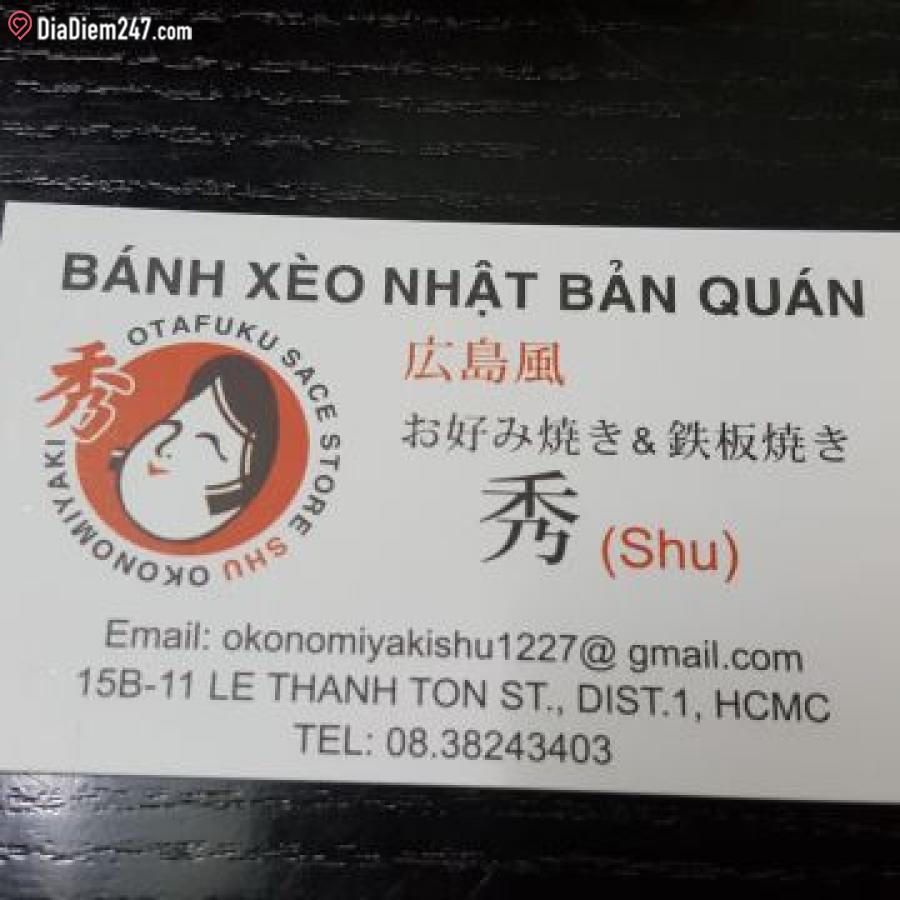 DiaDiem247.com
BÁNH XÈO NHẬT BẢN QUÁN
秀
OTAFUKU SACE STORE SHU OKONOMIYAKI
広島風
お好み焼き & 鉄板焼き
秀 (Shu)
Email: okonomiyakishu1227@ gmail.com
15B-11 LE THANH TON ST., DIST.1, HCMC
TEL: 08.38243403